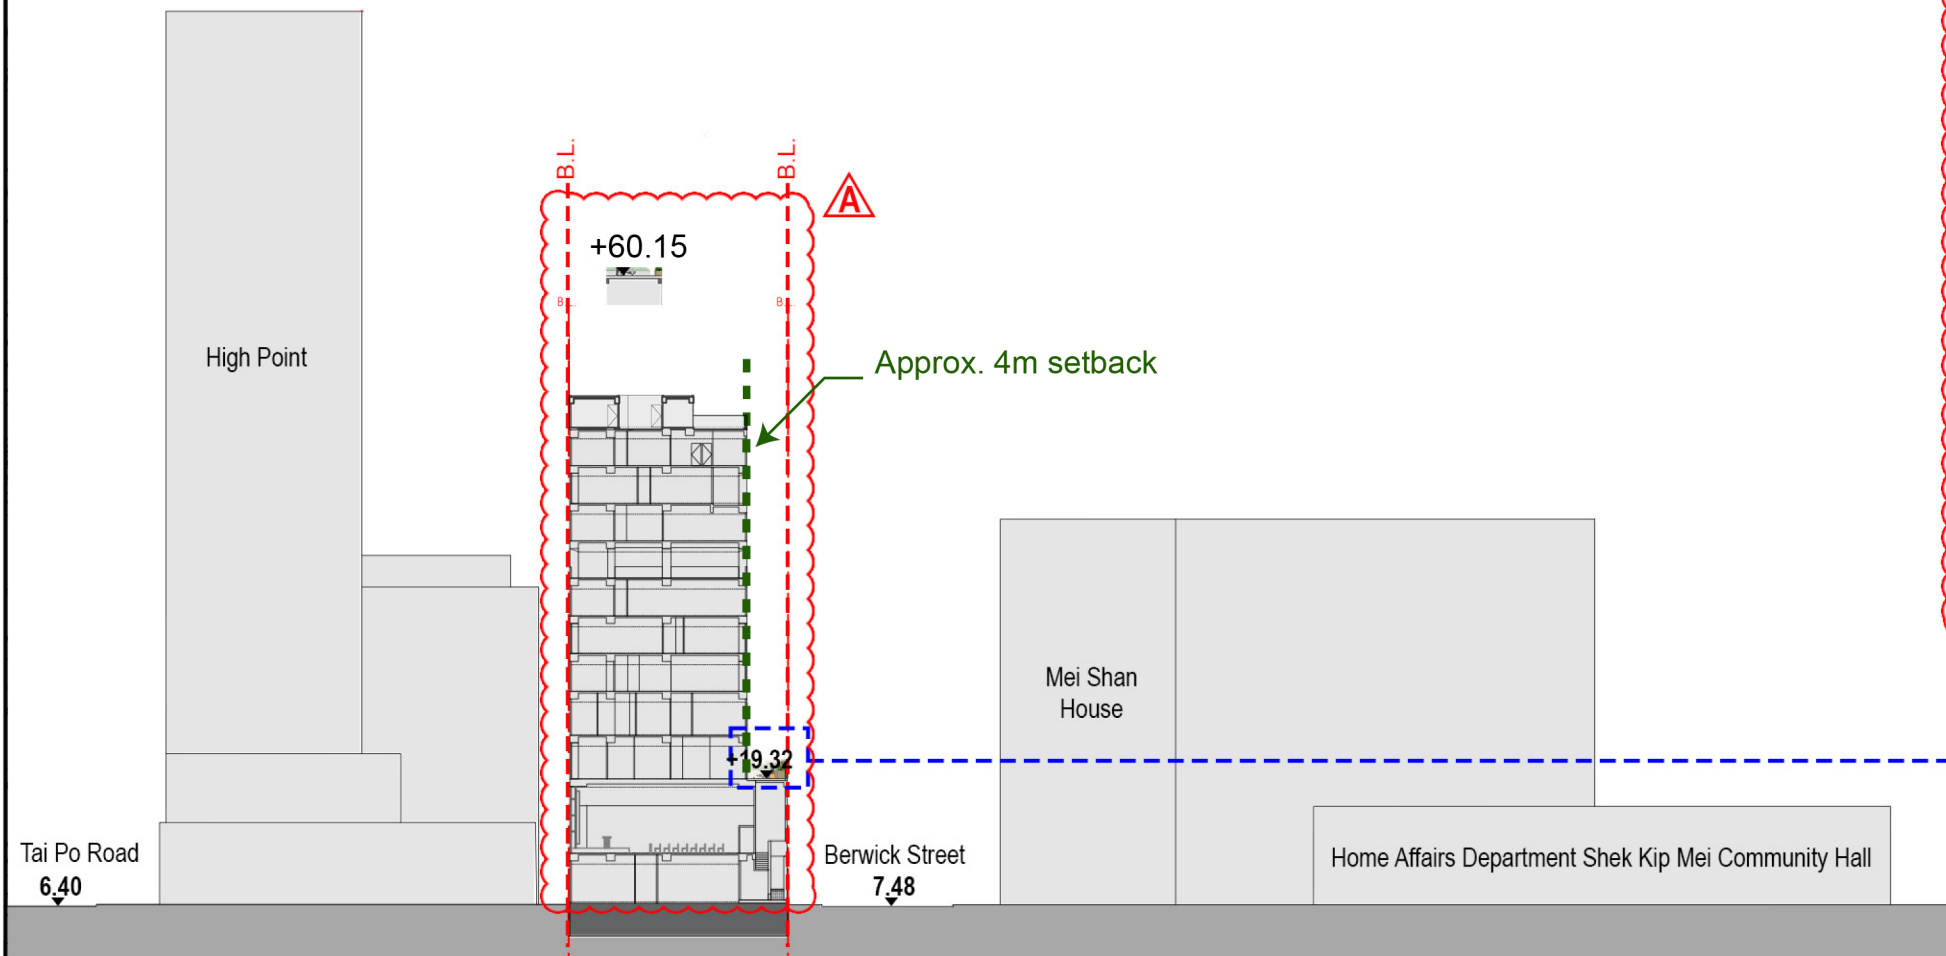 B.L.
B.L.
A
+60.15
B.L.
B.L.
High Point
Approx. 4m setback
Mei Shan
House
+19.32
Tai Po Road
6.40
Berwick Street
7.48
Home Affairs Department Shek Kip Mei Community Hall